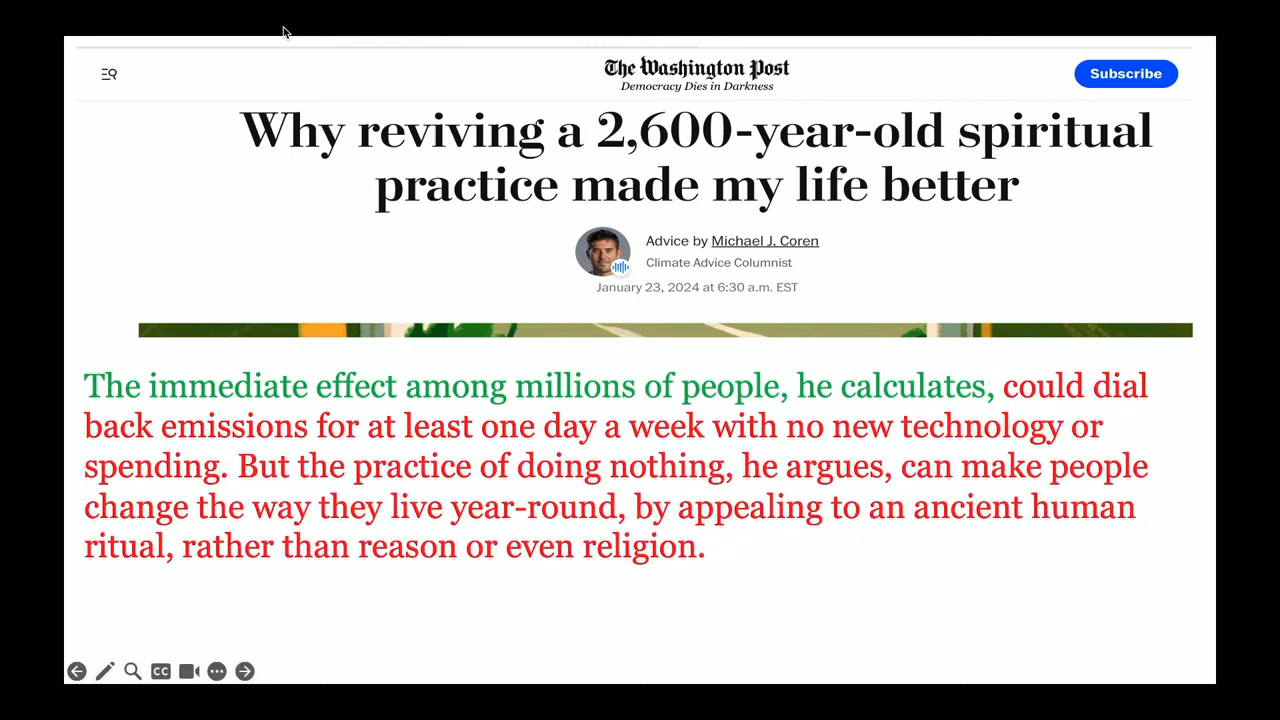 The Washington Post
Democracy Dies in Darkness
Subscribe
Why reviving a 2,600-year-old spiritual
practice made my life better
Advice by Michael J. Coren
Climate Advice Columnist
January 23, 2024 at 6:30 a.m. EST
The immediate effect among millions of people, he calculates, could dial
back emissions for at least one day a week with no new technology or
spending. But the practice of doing nothing, he argues, can make people
change the way they live year-round, by appealing to an ancient human
ritual, rather than reason or even religion.
CC